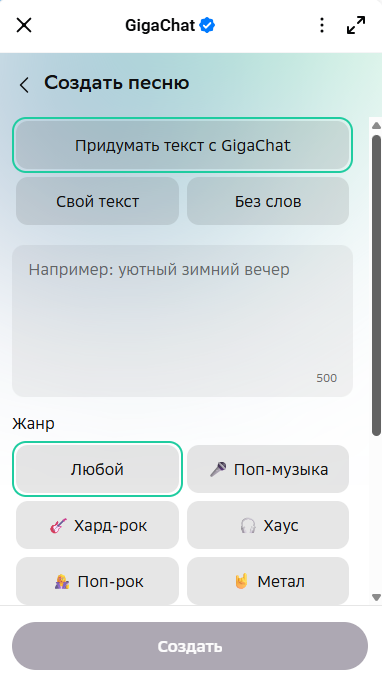 GigaChat
Создать песню
Придумать текст с GigaChat
Свой текст
Без слов
Например: уютный зимний вечер
500
Жанр
Любой
Поп-музыка
Хард-рок
Хаус
Поп-рок
Метал
Создать